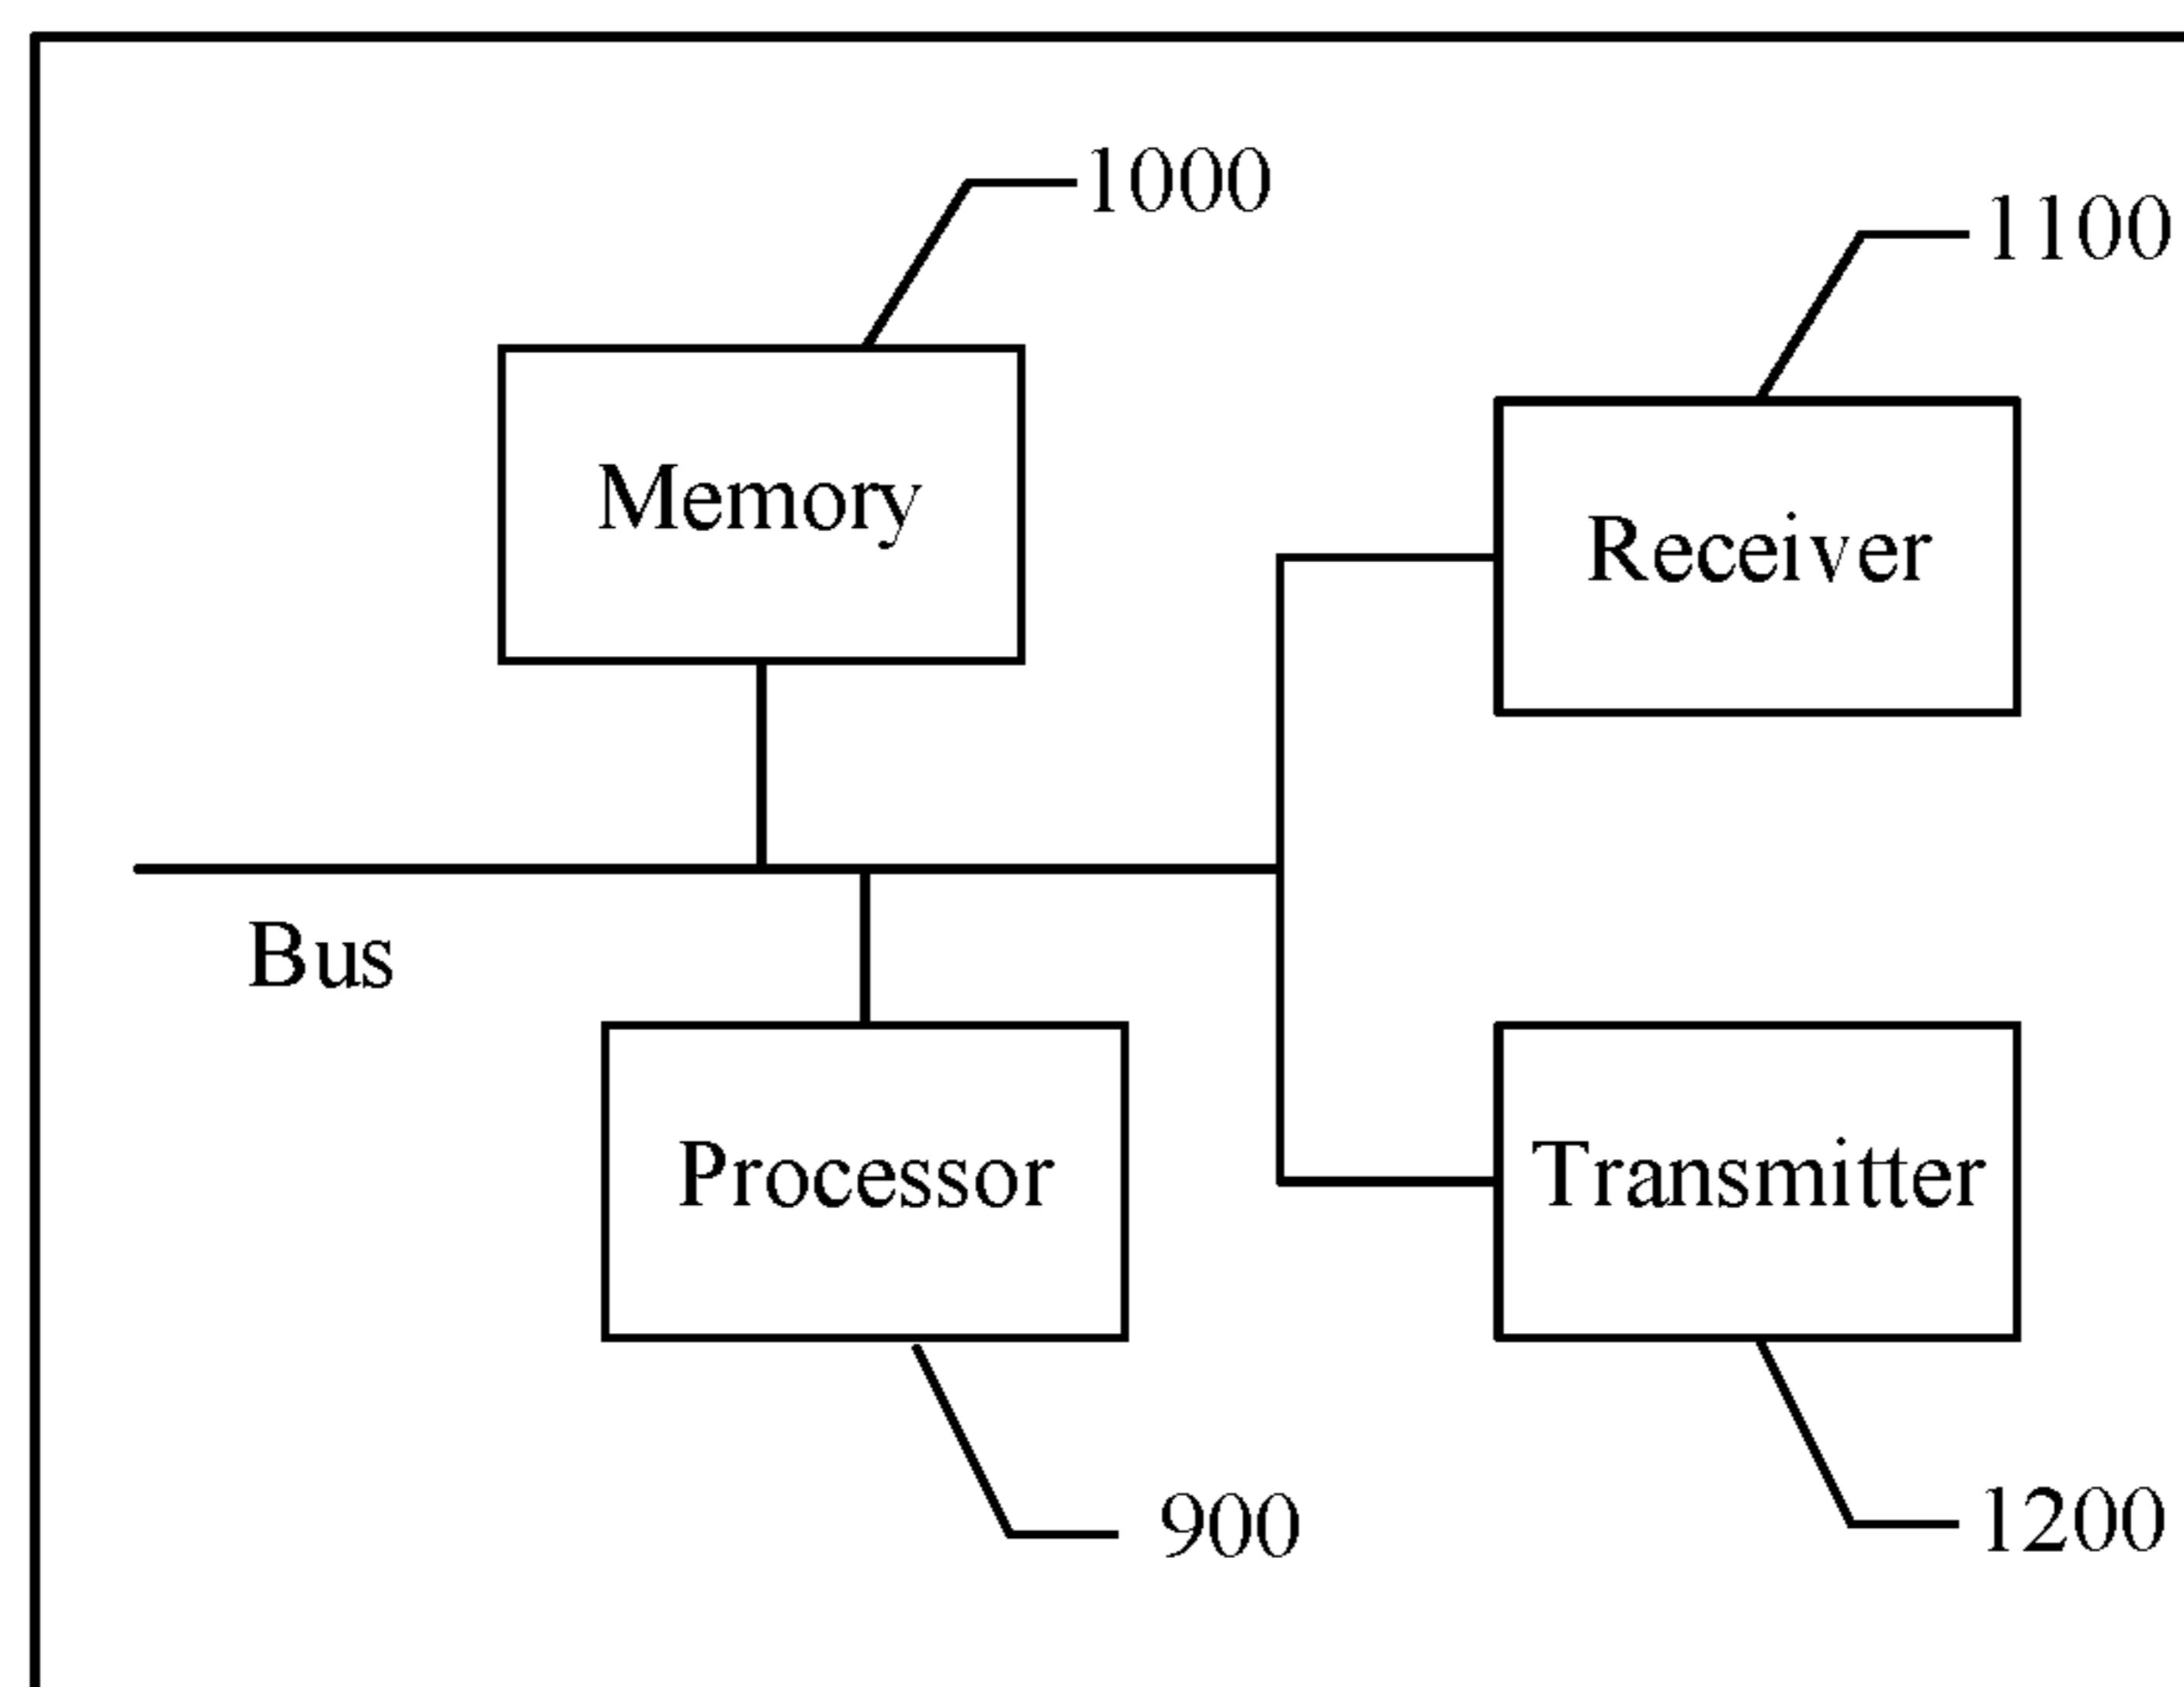 1000
1100
Memory
Receiver
Bus
Processor
Transmitter
900
1200